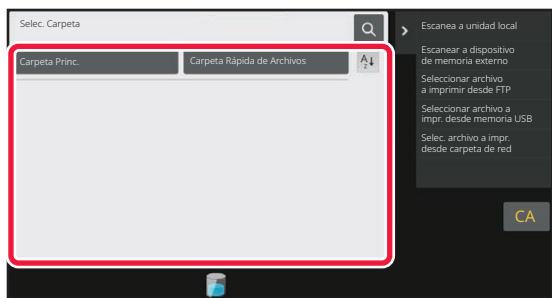 Selec. Carpeta
Carpeta Princ.
Carpeta Rápida de Archivos
A
Z
Escanea a unidad local
Escanear a dispositivo
de memoria externo
Seleccionar archivo
a imprimir desde FTP
Seleccionar archivo a
impr. desde memoria USB
Selec. archivo a impr.
desde carpeta de red
CA